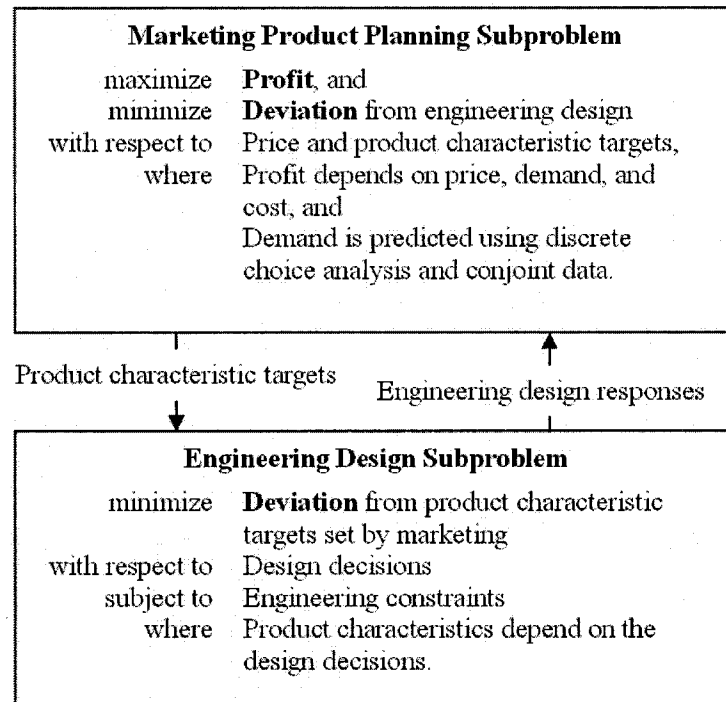 Marketing Product Planning Subproblem
maximize Profit, and
minimize Deviation from engineering design
with respect to Price and product characteristic targets,
where Profit depends on price, demand, and
cost, and
Demand is predicted using discrete
choice analysis and conjoint data.
Product characteristic targets
Engineering design responses
Engineering Design Subproblem
minimize Deviation from product characteristic
targets set by marketing
with respect to Design decisions
subject to Engineering constraints
where Product characteristics depend on the
design decisions.